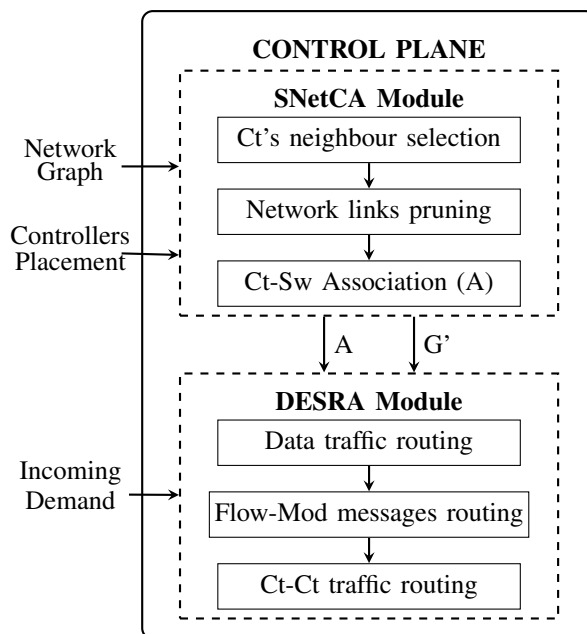 CONTROL PLANE
SNetCA Module
Ct's neighbour selection
Network
Graph
Network links pruning
Controllers
Placement
Ct-Sw Association (A)
A
G'
DESRA Module
Data traffic routing
Incoming
Demand
Flow-Mod messages routing
Ct-Ct traffic routing